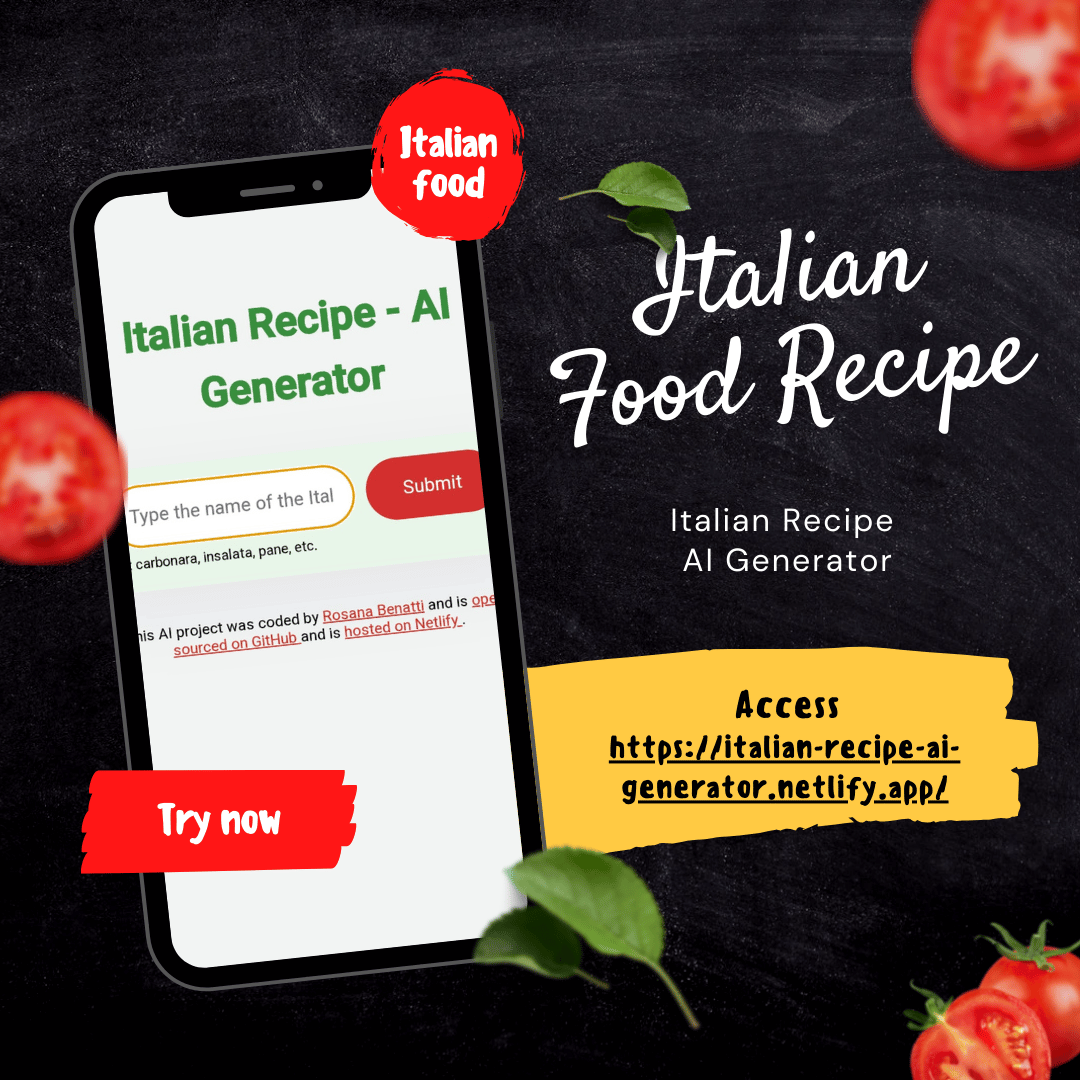 Italian
food
Italian Recipe - AI
Generator
Type the name of the Ital
Submit
: carbonara, insalata, pane, etc.
his AI project was coded by Rosana Benatti and is ope
sourced on GitHub and is hosted on Netlify .
Try now
Italian
Food Recipe
Italian Recipe
AI Generator
Access
https://italian-recipe-ai-
generator.netlify.app/